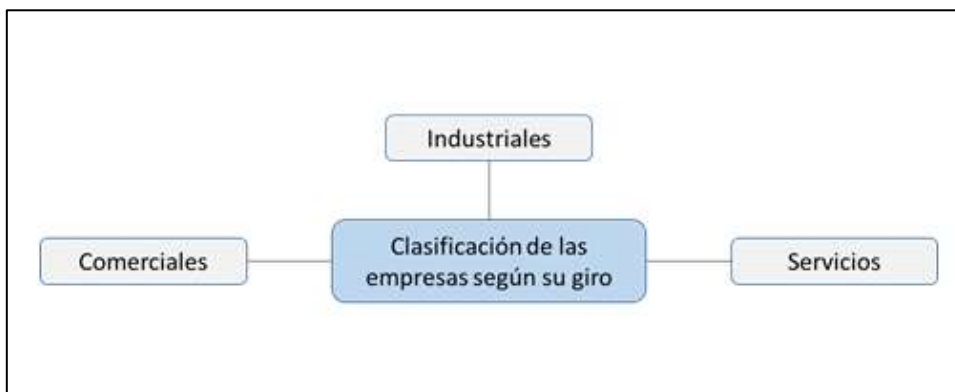 Industriales
Comerciales
Clasificación de las
empresas según su giro
Servicios